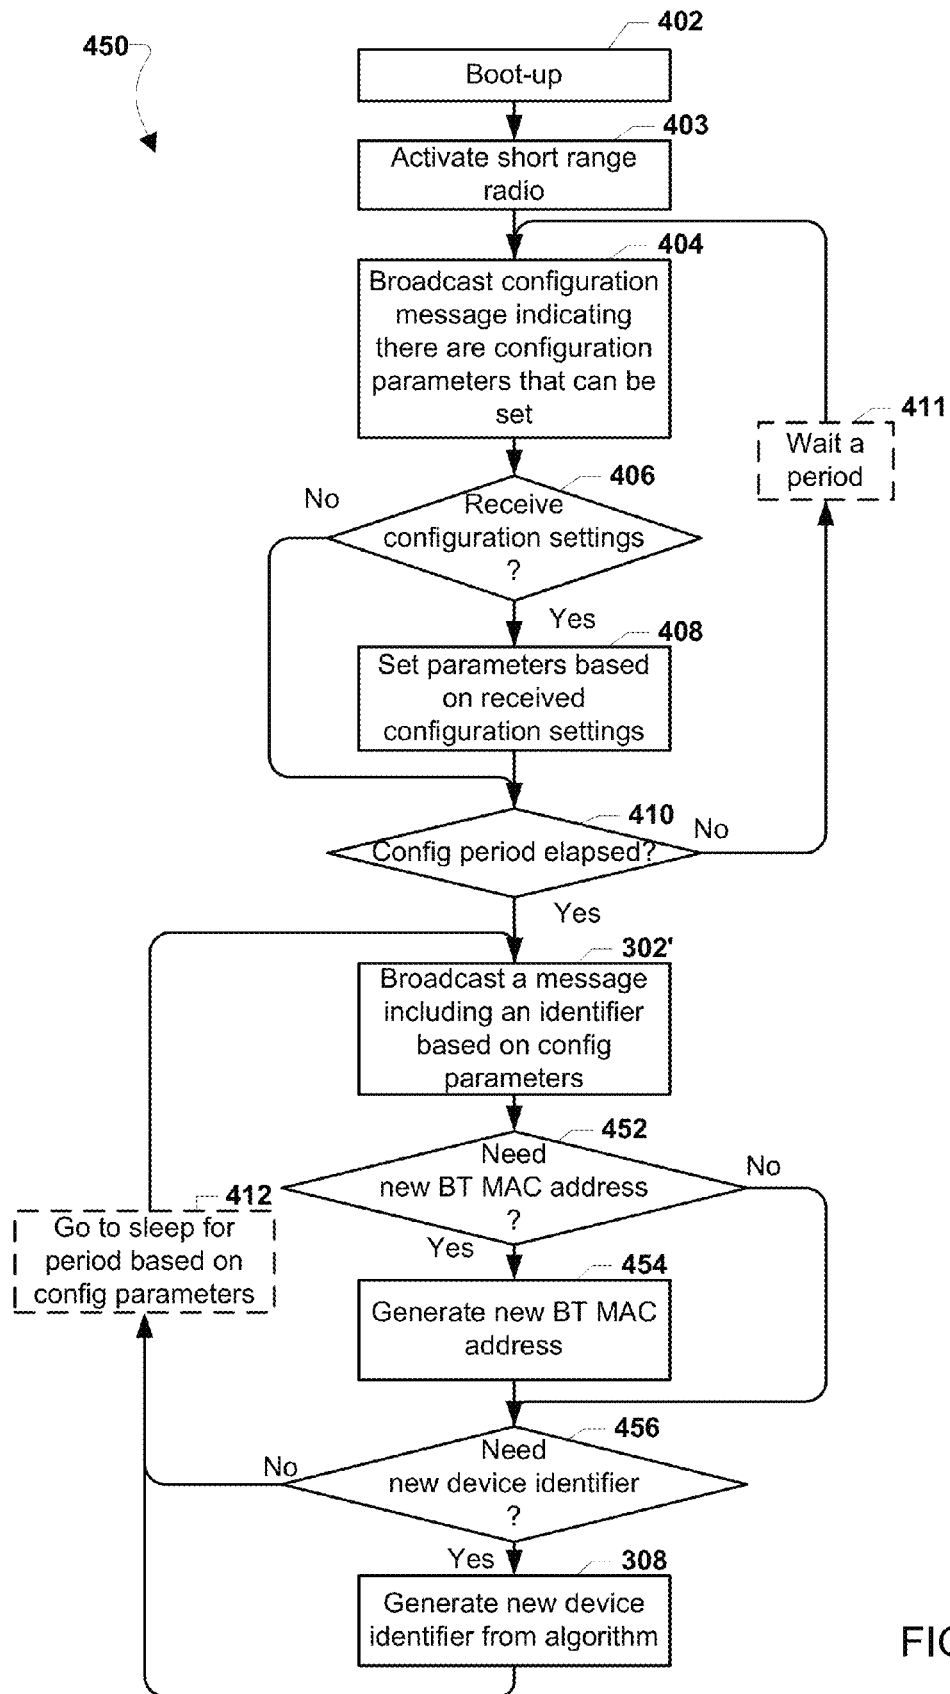 402
450
Boot-up
403
Activate short range
radio
404
Broadcast configuration
message indicating
there are configuration
parameters that can be
set
411
Wait a
period
406
No
Receive
configuration settings
?
Yes
408
Set parameters based
on received
configuration settings
410
No
Config period elapsed?
Yes
302'
Broadcast a message
including an identifier
based on config
parameters
452
Need
new BT MAC address
?
No
412
Go to sleep for
period based on
config parameters
Yes
454
Generate new BT MAC
address
456
Need
new device identifier
?
No
Yes
308
Generate new device
identifier from algorithm